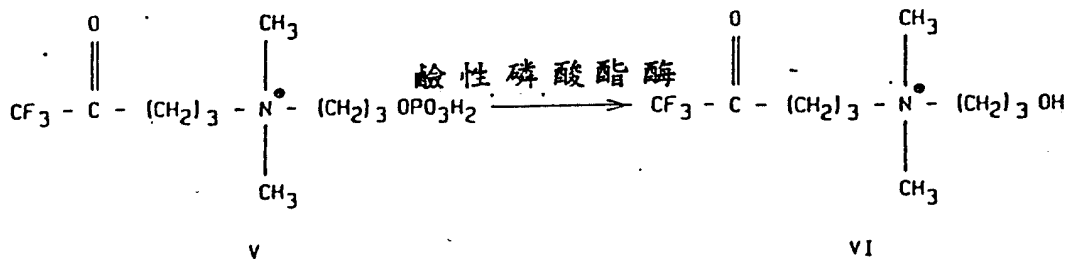 O CH3 O CH3
鹼性磷酸酯酶
CF3 - C - (CH2)3 - N⊕ - (CH2)3 OPO3H2 → CF3 - C - (CH2)3 - N⊕ - (CH2)3 OH
CH3 CH3
V VI